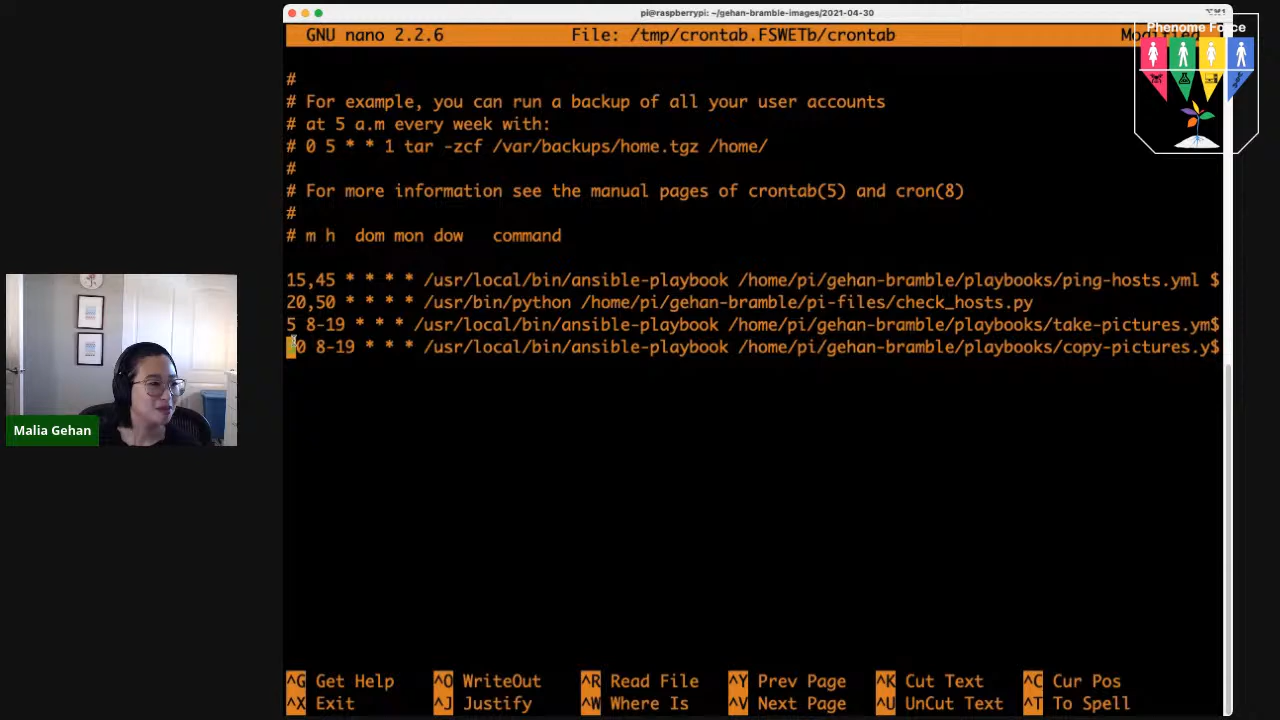 pi@raspberrypi: ~/gehan-bramble-images/2021-04-30
Phenome Force
GNU nano 2.2.6 File: /tmp/crontab.FSWETb/crontab
#
# For example, you can run a backup of all your user accounts
# at 5 a.m every week with:
# 0 5 * * 1 tar -zcf /var/backups/home.tgz /home/
#
# For more information see the manual pages of crontab(5) and cron(8)
#
# m h dom mon dow command
15,45 * * * * /usr/local/bin/ansible-playbook /home/pi/gehan-bramble/playbooks/ping-hosts.yml $
20,50 * * * * /usr/bin/python /home/pi/gehan-bramble/pi-files/check_hosts.py
5 8-19 * * * /usr/local/bin/ansible-playbook /home/pi/gehan-bramble/playbooks/take-pictures.ym$
8-19 * * * /usr/local/bin/ansible-playbook /home/pi/gehan-bramble/playbooks/copy-pictures.y$
Malia Gehan
^G Get Help ^O WriteOut ^R Read File ^Y Prev Page ^K Cut Text ^C Cur Pos
^X Exit ^J Justify ^W Where Is ^V Next Page ^U UnCut Text ^T To Spell